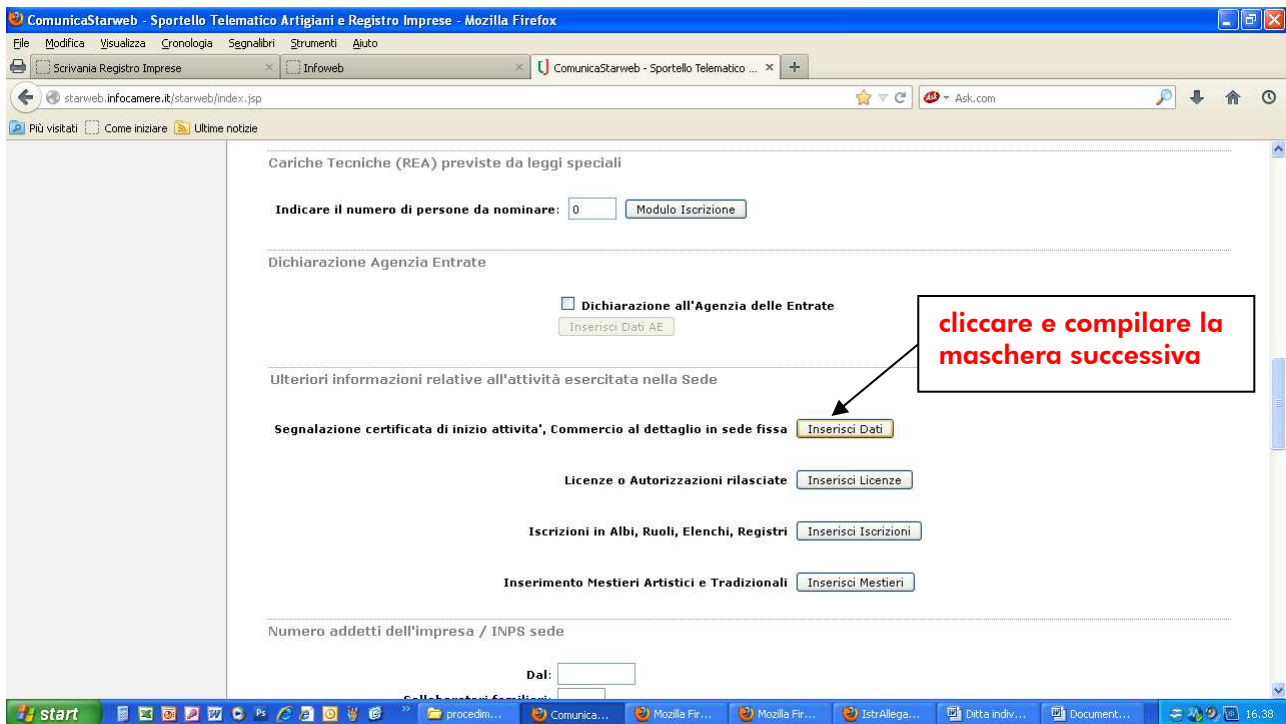 ComunicaStarweb - Sportello Telematico Artigiani e Registro Imprese - Mozilla Firefox
File Modifica Visualizza Cronologia Segnalibri Strumenti Aiuto
Scrivania Registro Imprese × Infoweb × ComunicaStarweb - Sportello Telematico ... × +
starweb.infocamere.it/starweb/index.jsp Ask.com
Più visitati Come iniziare Ultime notizie
Cariche Tecniche (REA) previste da leggi speciali
Indicare il numero di persone da nominare: 0 Modulo Iscrizione
Dichiarazione Agenzia Entrate
Dichiarazione all'Agenzia delle Entrate
Inserisci Dati AE
cliccare e compilare la
maschera successiva
Ulteriori informazioni relative all'attività esercitata nella Sede
Segnalazione certificata di inizio attivita', Commercio al dettaglio in sede fissa Inserisci Dati
Licenze o Autorizzazioni rilasciate Inserisci Licenze
Iscrizioni in Albi, Ruoli, Elenchi, Registri Inserisci Iscrizioni
Inserimento Mestieri Artistici e Tradizionali Inserisci Mestieri
Numero addetti dell'impresa / INPS sede
Dal:
Collaboratori familiari:
start procedim... Comunica... Mozilla Fir... Mozilla Fir... IstrAllega... Ditta indiv... Document... 16.38